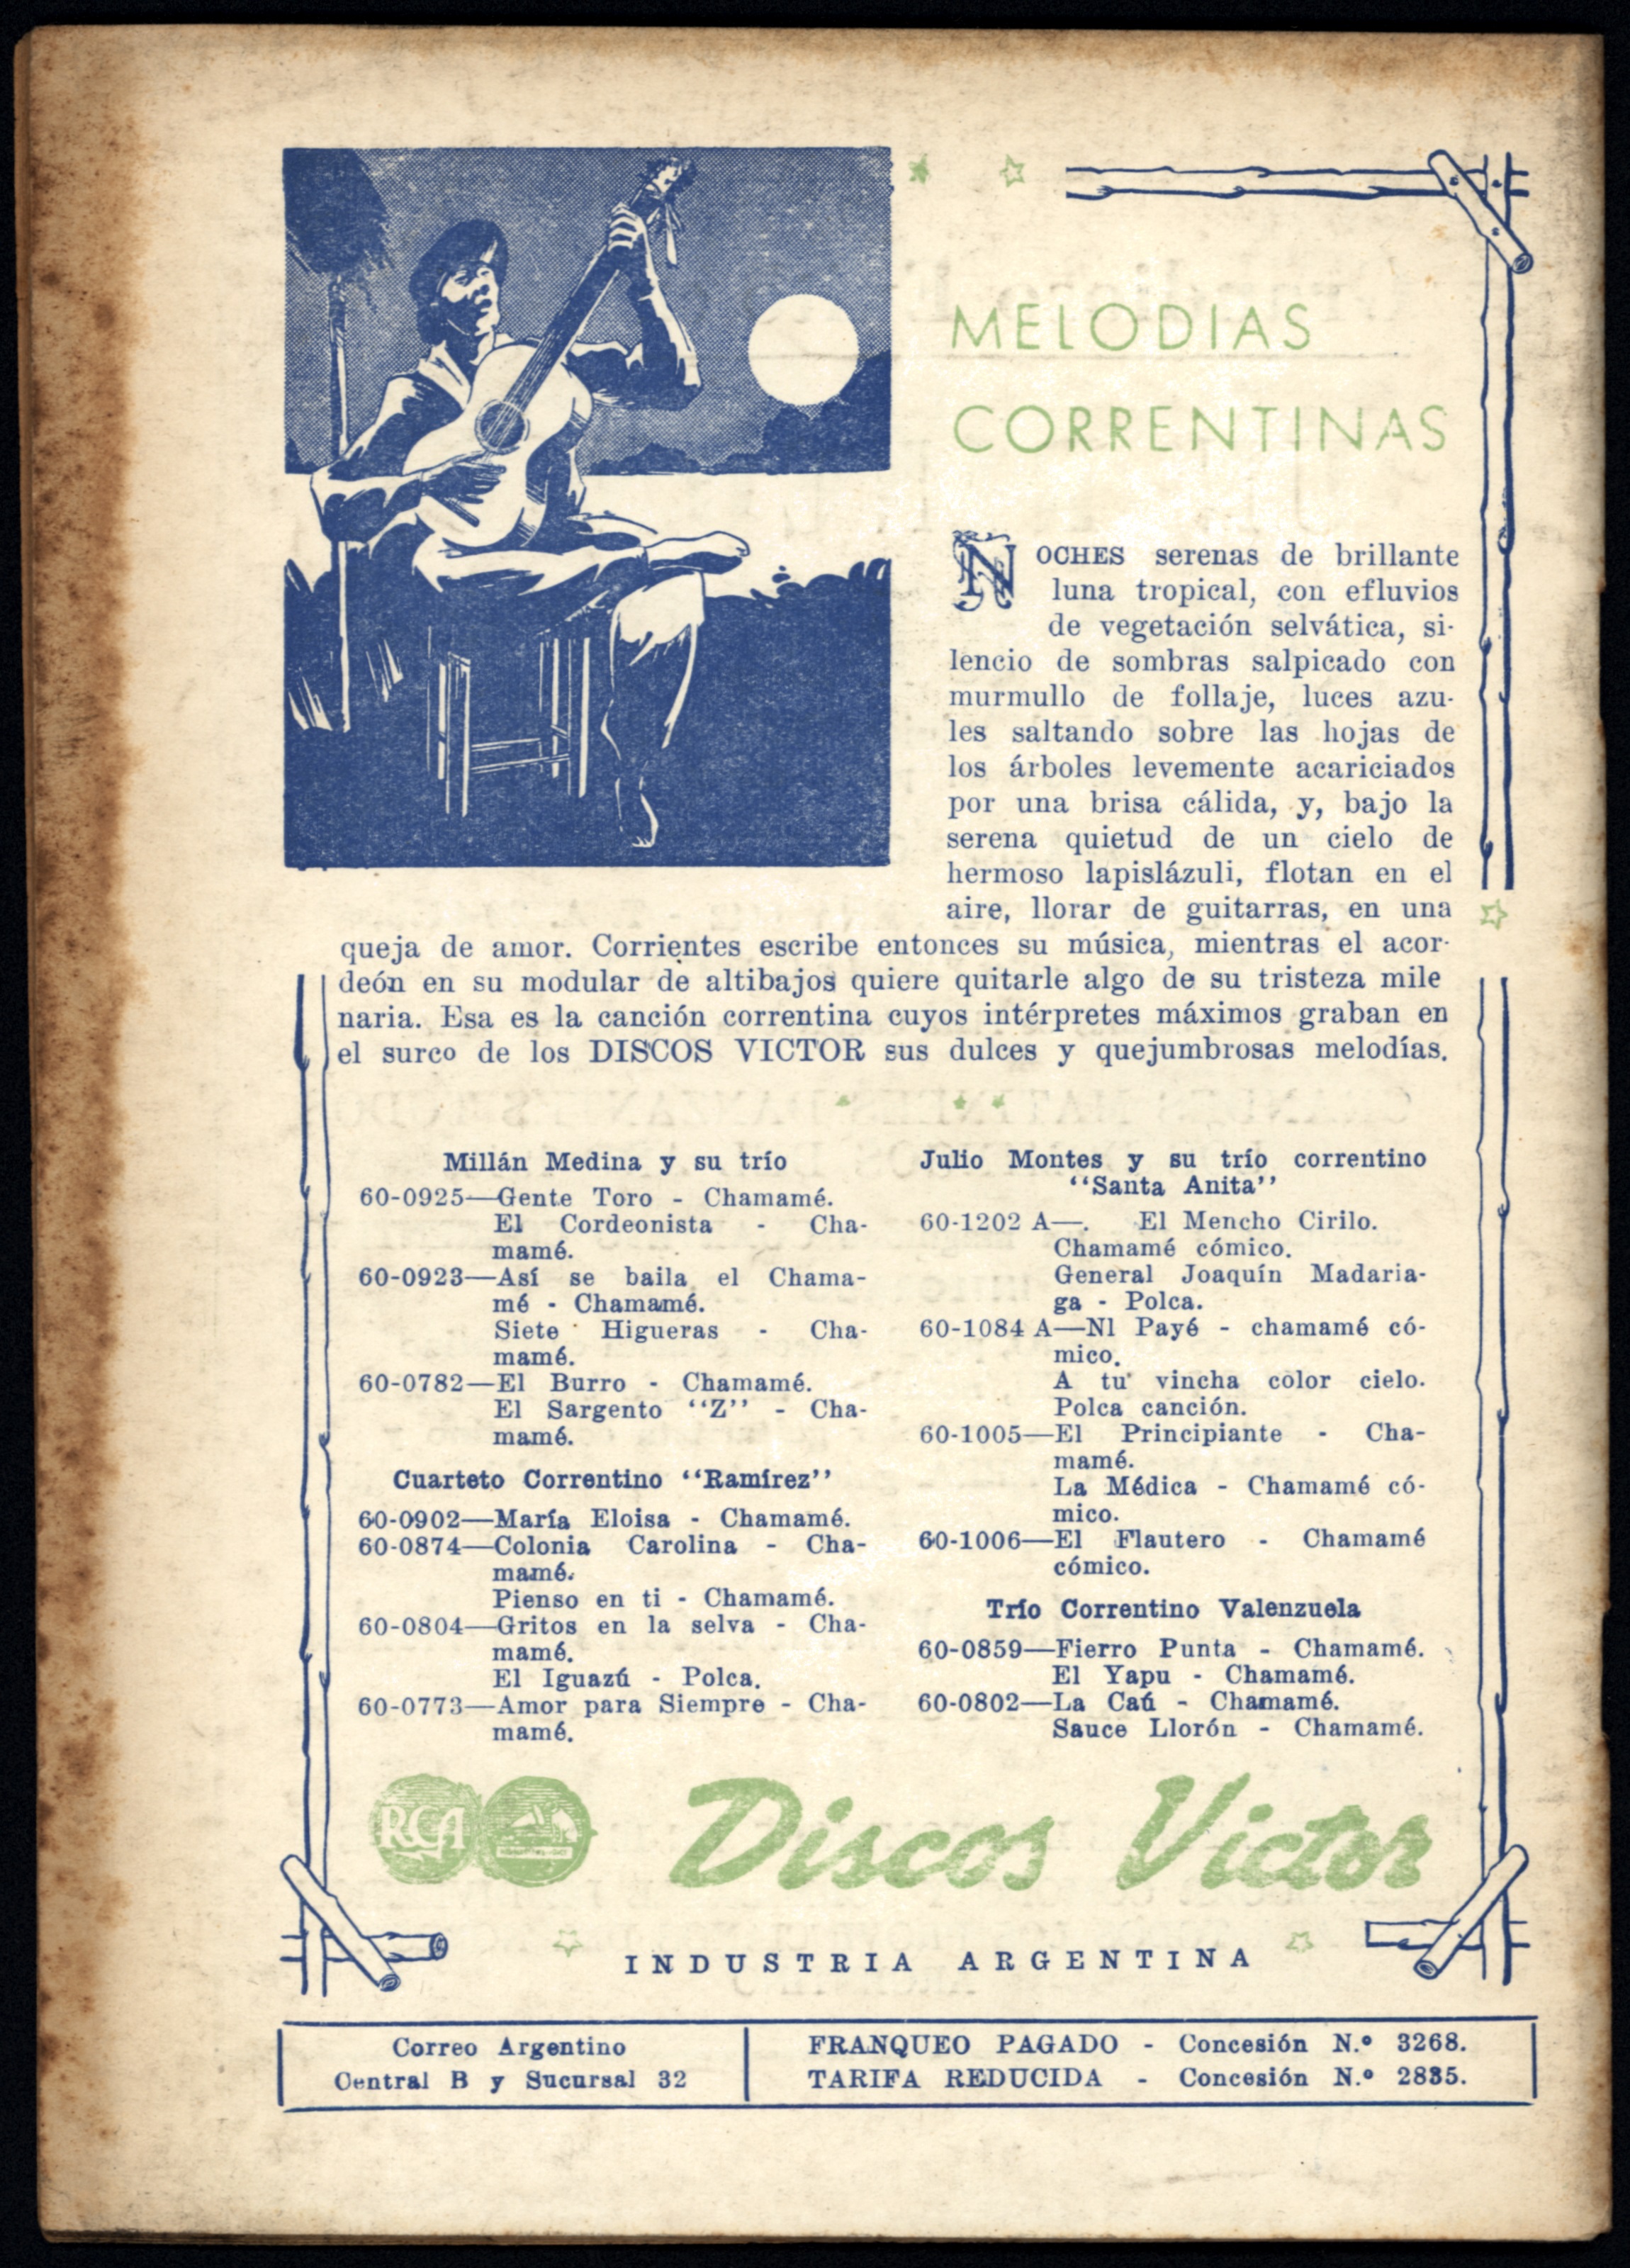 MELODIAS
CORRENTINAS
NOCHES serenas de brillante
luna tropical, con efluvios
de vegetación selvática, si-
lencio de sombras salpicado con
murmullo de follaje, luces azu-
les saltando sobre las hojas de
los árboles levemente acariciados
por una brisa cálida, y, bajo la
serena quietud de un cielo de
hermoso lapislázuli, flotan en el
aire, llorar de guitarras, en una
queja de amor. Corrientes escribe entonces su música, mientras el acor-
deón en su modular de altibajos quiere quitarle algo de su tristeza mile
naria. Esa es la canción correntina cuyos intérpretes máximos graban en
el surco de los DISCOS VICTOR sus dulces y quejumbrosas melodías.
Millán Medina y su trío
60-0925—Gente Toro - Chamamé.
El Cordeonista - Cha-
mamé.
60-0923—Así se baila el Chama-
mé - Chamamé.
Siete Higueras - Cha-
mamé.
60-0782—El Burro - Chamamé.
El Sargento "Z" - Cha-
mamé.
Cuarteto Correntino "Ramírez"
60-0902—María Eloisa - Chamamé.
60-0874—Colonia Carolina - Cha-
mamé.
Pienso en ti - Chamamé.
60-0804—Gritos en la selva - Cha-
mamé.
El Iguazú - Polca.
60-0773—Amor para Siempre - Cha-
mamé.
Julio Montes y su trío correntino
"Santa Anita"
60-1202 A—. El Mencho Cirilo.
Chamamé cómico.
General Joaquín Madaria-
ga - Polca.
60-1084 A—Nl Payé - chamamé có-
mico.
A tu vincha color cielo.
Polca canción.
60-1005—El Principiante - Cha-
mamé.
La Médica - Chamamé có-
mico.
60-1006—El Flautero - Chamamé
cómico.
Trío Correntino Valenzuela
60-0859—Fierro Punta - Chamamé.
El Yapu - Chamamé.
60-0802—La Caú - Chamamé.
Sauce Llorón - Chamamé.
RCA
Discos Victor
INDUSTRIA ARGENTINA
Correo Argentino
Central B y Sucursal 32
FRANQUEO PAGADO - Concesión N.º 3268.
TARIFA REDUCIDA - Concesión N.º 2835.